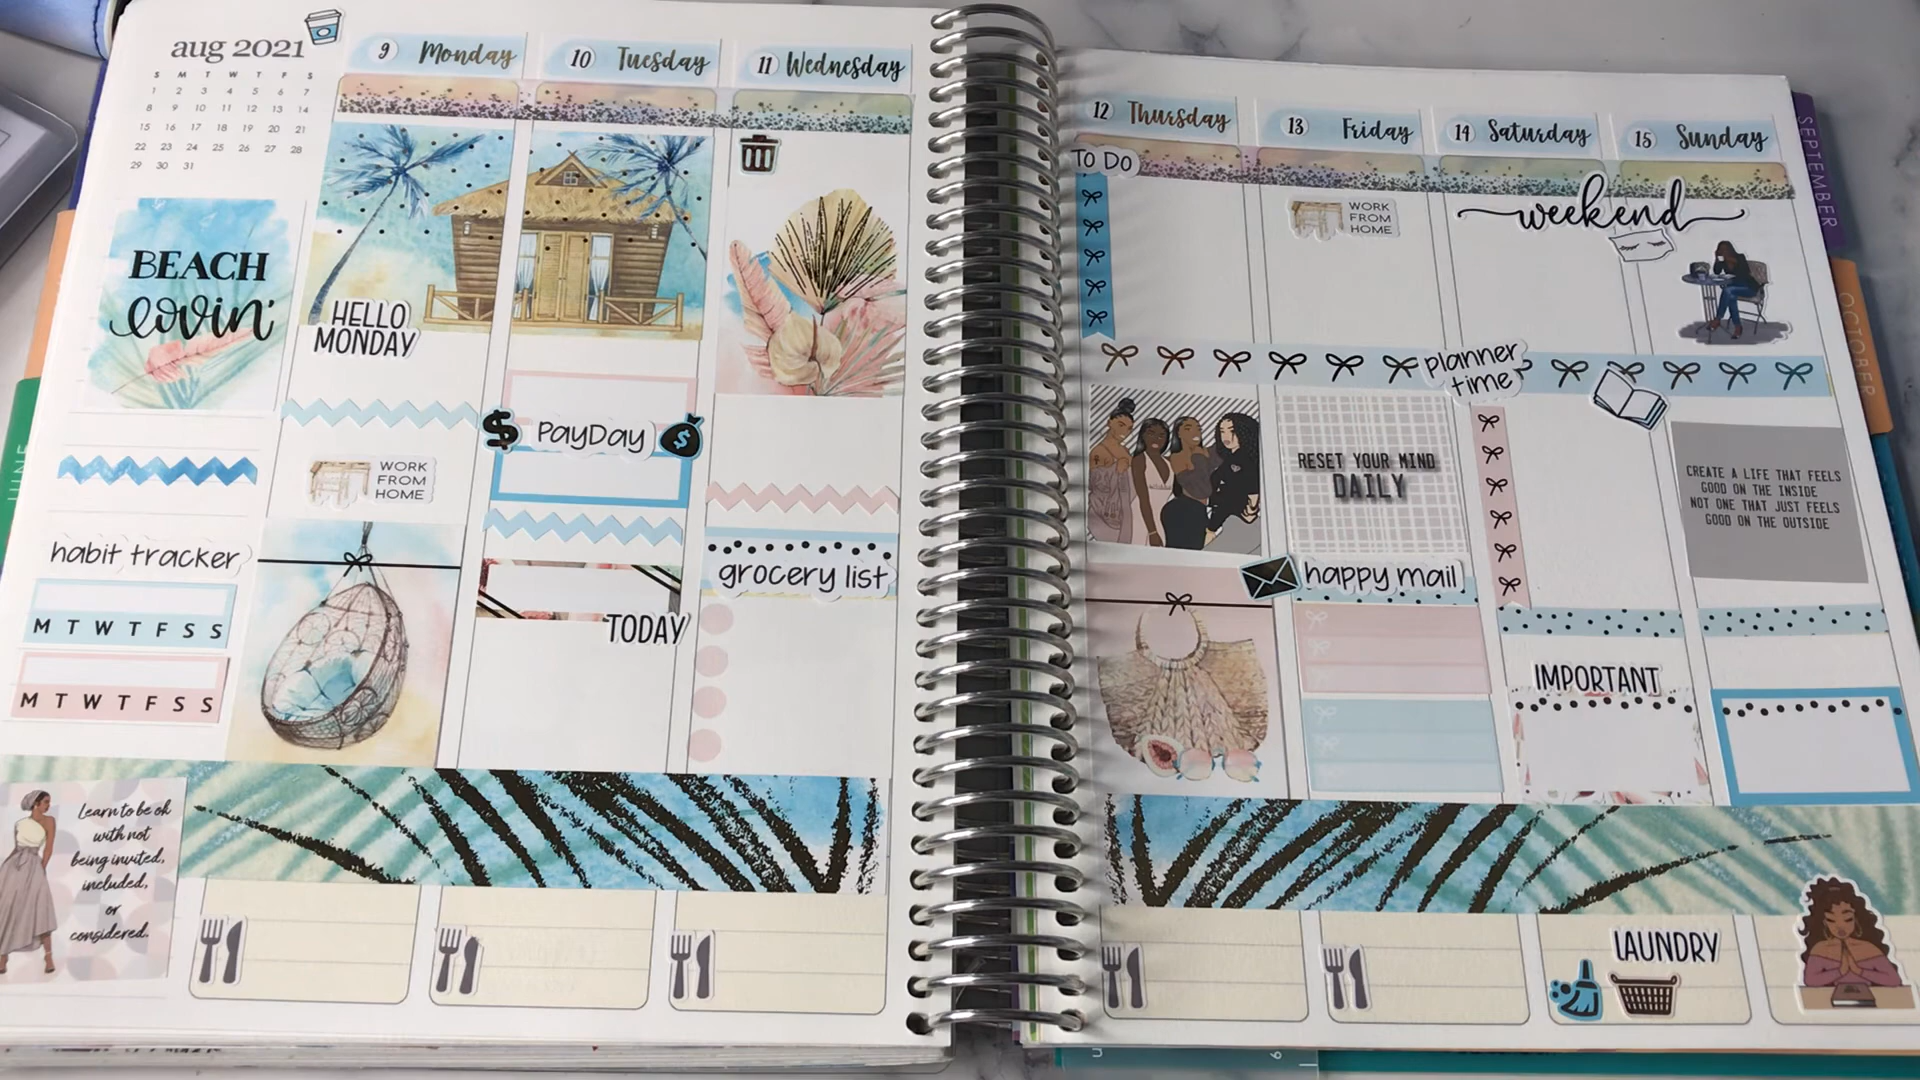 aug 2021
S M T W T F S
1 2 3 4 5 6 7
8 9 10 11 12 13 14
15 16 17 18 19 20 21
22 23 24 25 26 27 28
29 30 31
BEACH
lovin'
habit tracker
M T W T F S S
M T W T F S S
Learn to be ok
with not
being invited,
included,
or
considered.
9 Monday
HELLO
MONDAY
WORK
FROM
HOME
10 Tuesday
$ PAYDAY $
TODAY
11 Wednesday
grocery list
12 Thursday
TO DO
13 Friday
WORK
FROM
HOME
RESET YOUR MIND
DAILY
happy mail
14 Saturday
weekend
planner
time
IMPORTANT
LAUNDRY
15 Sunday
CREATE A LIFE THAT FEELS
GOOD ON THE INSIDE
NOT ONE THAT JUST FEELS
GOOD ON THE OUTSIDE
JUNE
SEPTEMBER
OCTOBER